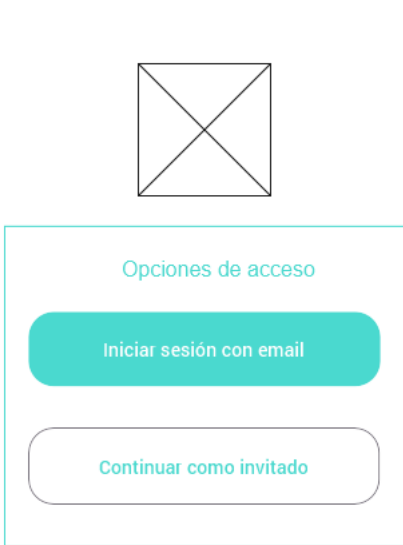 Opciones de acceso
Iniciar sesión con email
Continuar como invitado